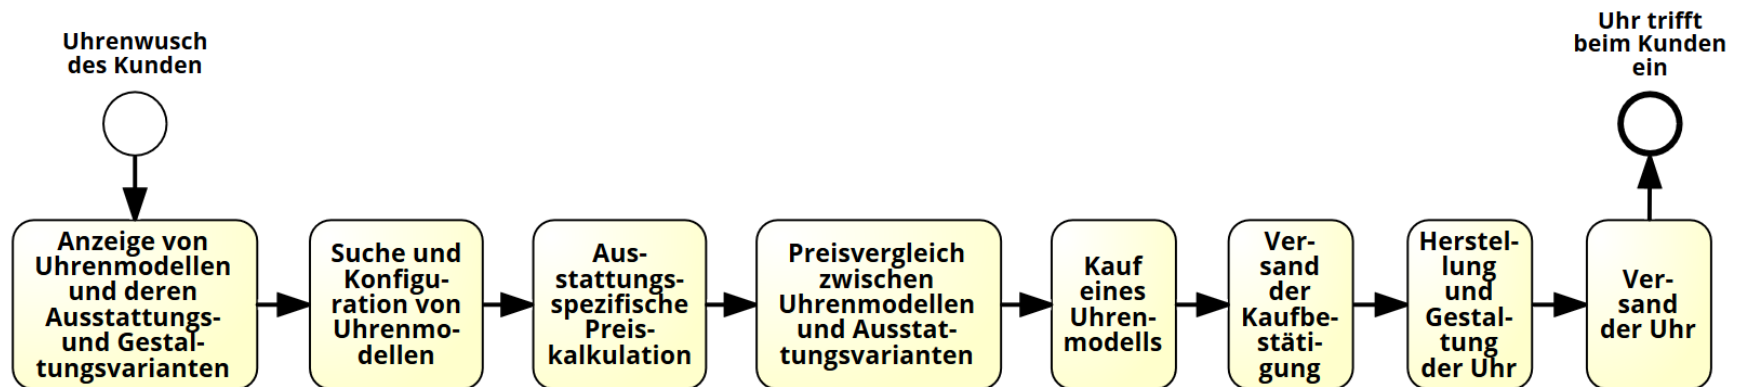 Uhrenwusch
des Kunden
Uhr trifft
beim Kunden
ein
Anzeige von
Uhrenmodellen
und deren
Ausstattungs-
und Gestal-
tungsvarianten
Suche und
Konfigu-
ration von
Uhrenmo-
dellen
Aus-
stattungs-
spezifische
Preis-
kalkulation
Preisvergleich
zwischen
Uhrenmodellen
und Ausstat-
tungsvarianten
Kauf
eines
Uhren-
modells
Ver-
sand
der
Kaufbe-
stäti-
gung
Herstel-
lung
und
Gestal-
tung
der Uhr
Ver-
sand
der Uhr